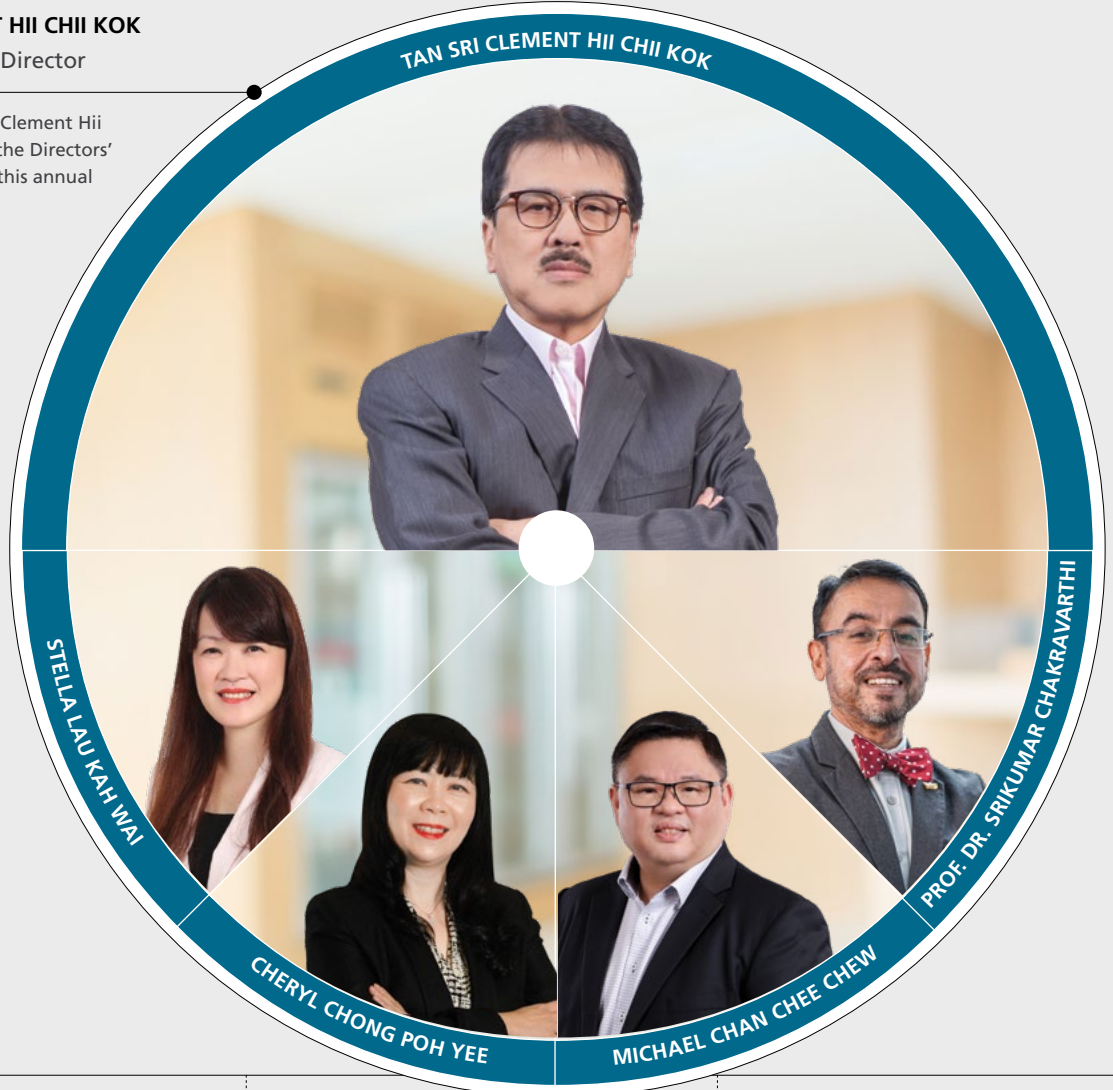 T HII CHII KOK
Director
Clement Hii
the Directors’
this annual
TAN SRI CLEMENT HII CHII KOK
STELLA LAU KAH WAI
CHERYL CHONG POH YEE
MICHAEL CHAN CHEE CHEW
PROF. DR. SRIKUMAR CHAKRAVARTHI